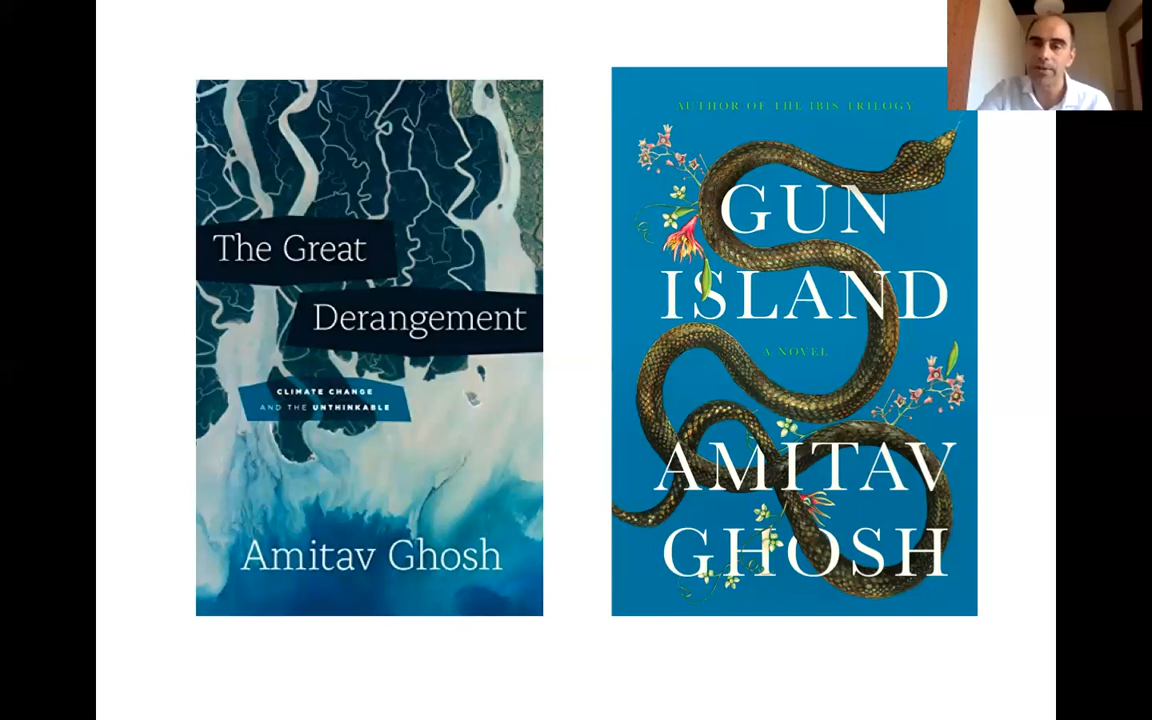 The Great
Derangement
CLIMATE CHANGE
AND THE UNTHINKABLE
Amitav Ghosh
AUTHOR OF THE IBIS TRILOGY
GUN
ISLAND
A NOVEL
AMITAV
GHOSH